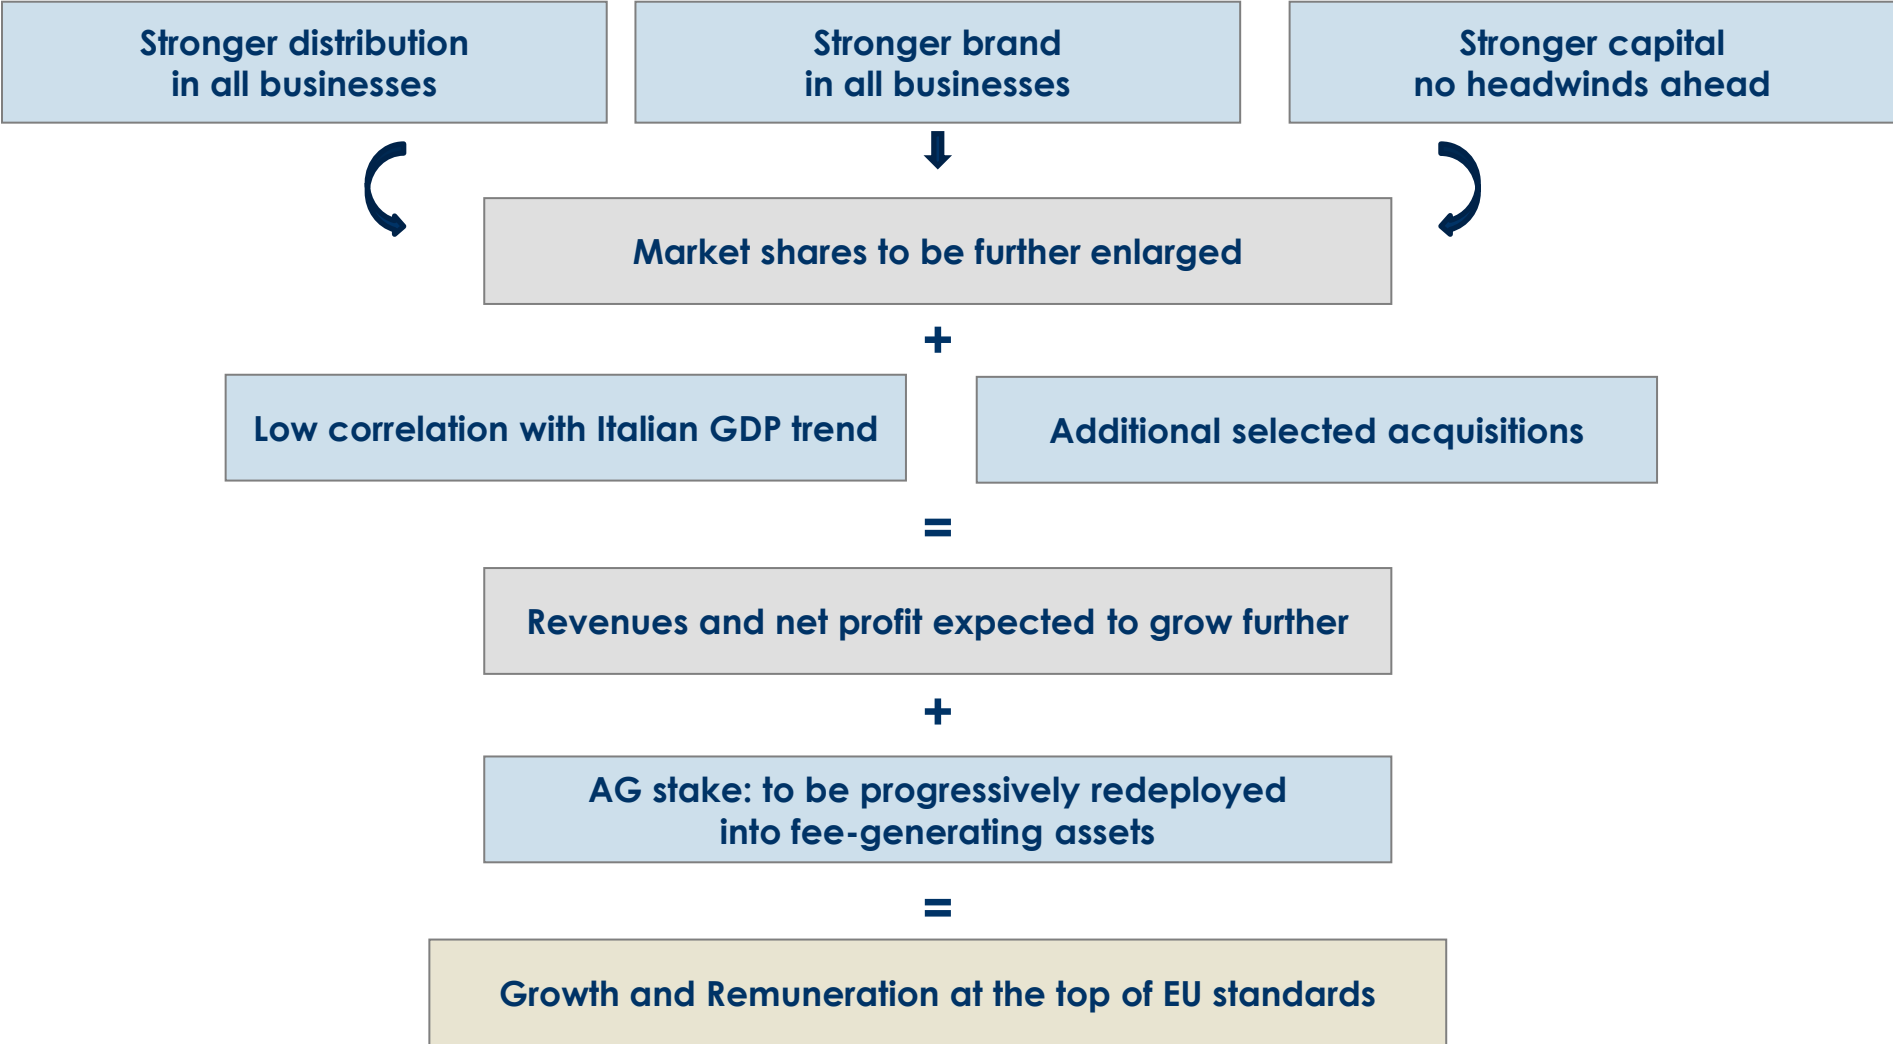 Stronger distribution
in all businesses
Stronger brand
in all businesses
Stronger capital
no headwinds ahead
Market shares to be further enlarged
+
Low correlation with Italian GDP trend
Additional selected acquisitions
=
Revenues and net profit expected to grow further
+
AG stake: to be progressively redeployed
into fee-generating assets
=
Growth and Remuneration at the top of EU standards